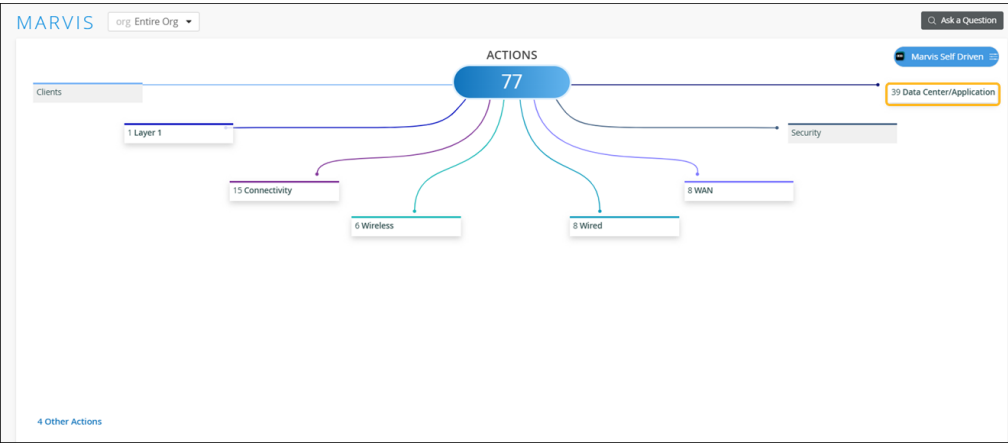 MARVIS
org Entire Org
Ask a Question
ACTIONS
77
Marvis Self Driven
Clients
39 Data Center/Application
1 Layer 1
Security
15 Connectivity
8 WAN
6 Wireless
8 Wired
4 Other Actions